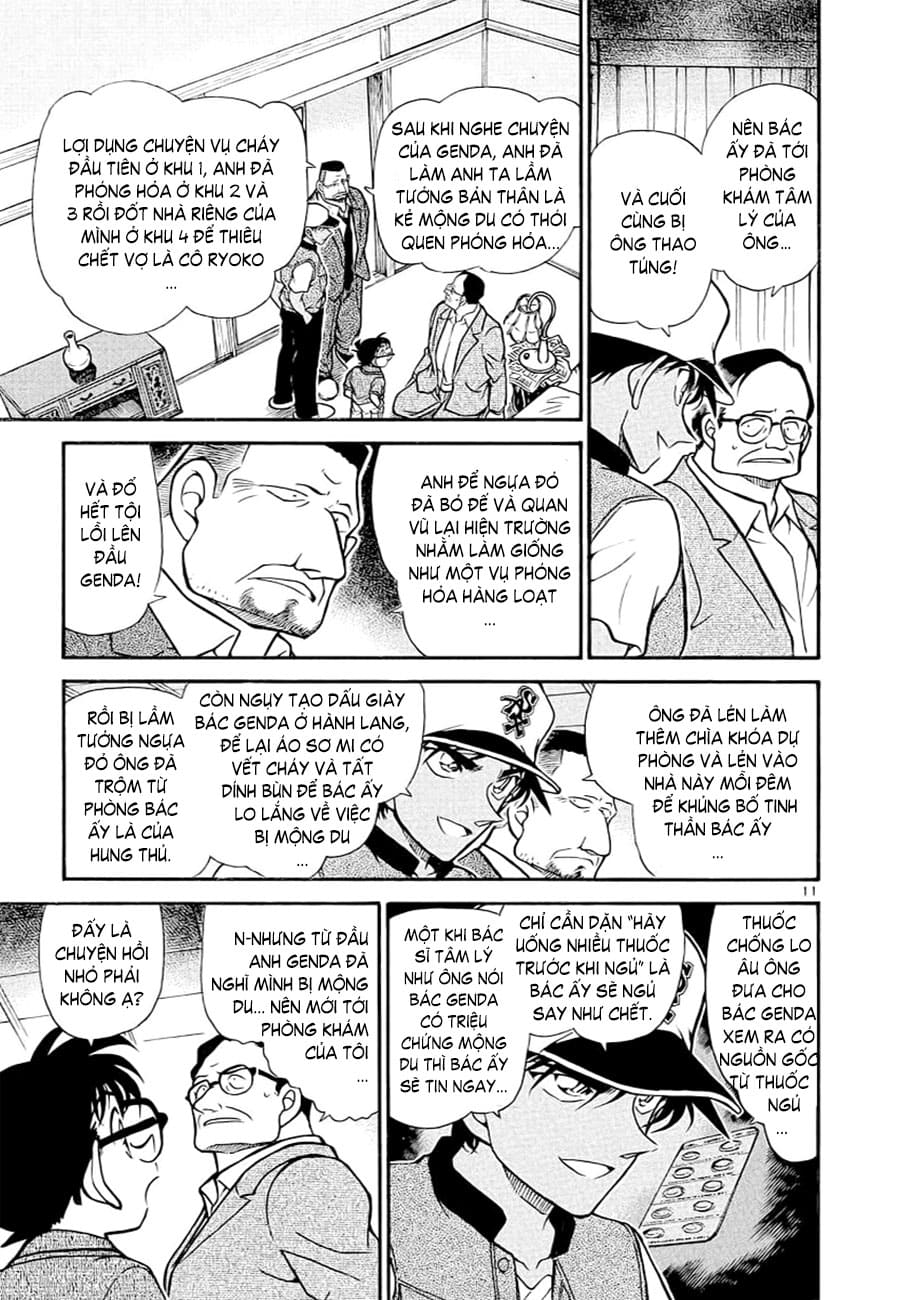 NÊN BÁC
ẤY ĐÃ TỚI
PHÒNG
KHÁM TÂM
LÝ CỦA
ÔNG...
VÀ CUỐI
CÙNG BỊ
ÔNG THAO
TÚNG!
SAU KHI NGHE CHUYỆN
CỦA GENDA, ANH ĐÃ
LÀM ANH TA LẦM
TƯỚNG BẢN THÂN LÀ
KẺ MỘNG DU CÓ THÓI
QUEN PHÓNG HỎA...
LỢI DỤNG CHUYỆN VỤ CHÁY
ĐẦU TIÊN Ở KHU 1, ANH ĐÃ
PHÓNG HỎA Ở KHU 2 VÀ
3 RỒI ĐỐT NHÀ RIÊNG CỦA
MÌNH Ở KHU 4 ĐỂ THIÊU
CHẾT VỢ LÀ CÔ RYOKO
...
ANH ĐỂ NGỰA ĐỎ
ĐÃ BỎ ĐẾ VÀ QUAN
VŨ LẠI HIỆN TRƯỜNG
NHẰM LÀM GIỐNG
NHƯ MỘT VỤ PHÓNG
HỎA HÀNG LOẠT
...
VÀ ĐỔ
HẾT TỘI
LỖI LÊN
ĐẦU
GENDA!
ÔNG ĐÃ LÉN LÀM
THÊM CHÌA KHÓA DỰ
PHÒNG VÀ LẺN VÀO
NHÀ NÀY MỖI ĐÊM
ĐỂ KHỦNG BỐ TINH
THẦN BÁC ẤY
...
CÒN NGỤY TẠO DẤU GIÀY
BÁC GENDA Ở HÀNH LANG,
ĐỂ LẠI ÁO SƠ MI CÓ
VẾT CHÁY VÀ TẤT
DÍNH BÙN ĐỂ BÁC ẤY
LO LẮNG VỀ VIỆC
BỊ MỘNG DU
...
RỒI BỊ LẦM
TƯỞNG NGỰA
ĐỎ ÔNG ĐÃ
TRỘM TỪ
PHÒNG BÁC
ẤY LÀ CỦA
HUNG THỦ.
11
THUỐC
CHỐNG LO
ÂU ÔNG
ĐƯA CHO
BÁC GENDA
XEM RA CÓ
NGUỒN GỐC
TỪ THUỐC
NGỦ
...
CHỈ CẦN DẶN "HÃY
UỐNG NHIỀU THUỐC
TRƯỚC KHI NGỦ" LÀ
BÁC ẤY SẼ NGỦ
SAY NHƯ CHẾT.
MỘT KHI BÁC
SĨ TÂM LÝ
NHƯ ÔNG NÓI
BÁC GENDA
CÓ TRIỆU
CHỨNG MỘNG
DU THÌ BÁC ẤY
SẼ TIN NGAY...
N-NHƯNG TỪ ĐẦU
ANH GENDA ĐÃ
NGHĨ MÌNH BỊ MỘNG
DU... NÊN MỚI TỚI
PHÒNG KHÁM
CỦA TÔI
...
ĐẤY LÀ
CHUYỆN HỒI
NHỎ PHẢI
KHÔNG Ạ?